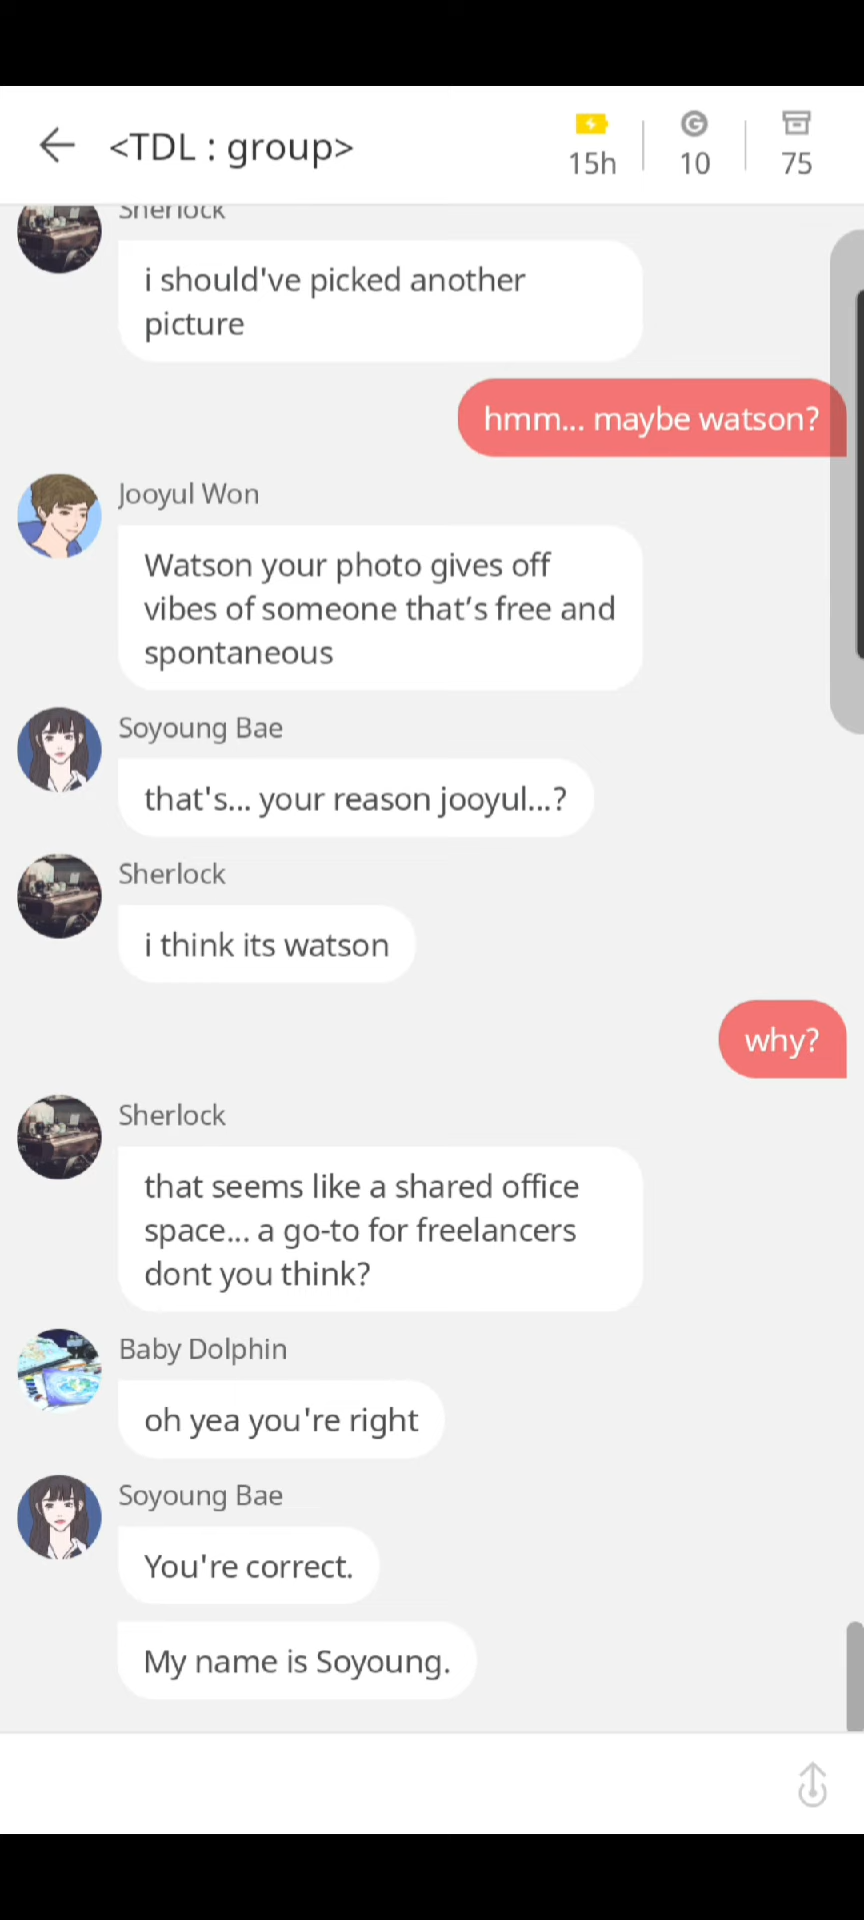 <TDL : group>
15h
10
75
Sherlock
i should've picked another
picture
hmm... maybe watson?
Jooyul Won
Watson your photo gives off
vibes of someone that’s free and
spontaneous
Soyoung Bae
that's... your reason jooyul...?
Sherlock
i think its watson
why?
Sherlock
that seems like a shared office
space... a go-to for freelancers
dont you think?
Baby Dolphin
oh yea you're right
Soyoung Bae
You're correct.
My name is Soyoung.